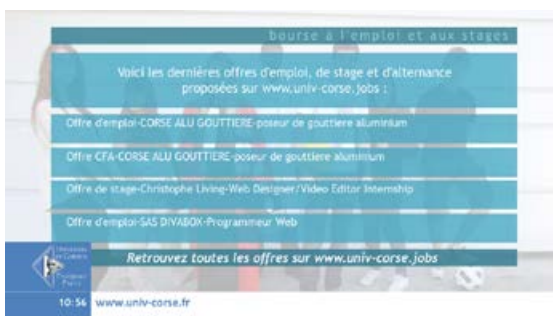 bourse à l'emploi et aux stages
Voici les dernières offres d'emploi, de stage et d'alternance
proposées sur www.univ-corse.jobs :
Offre d'emploi-CORSE ALU GOUTTIERE-poseur de gouttiere aluminium
Offre CFA-CORSE ALU GOUTTIERE-poseur de gouttiere aluminium
Offre de stage-Christophe Living-Web Designer/Video Editor Internship
Offre d'emploi-SAS DIVABOX-Programmeur Web
Retrouvez toutes les offres sur www.univ-corse.jobs
10:56 www.univ-corse.fr